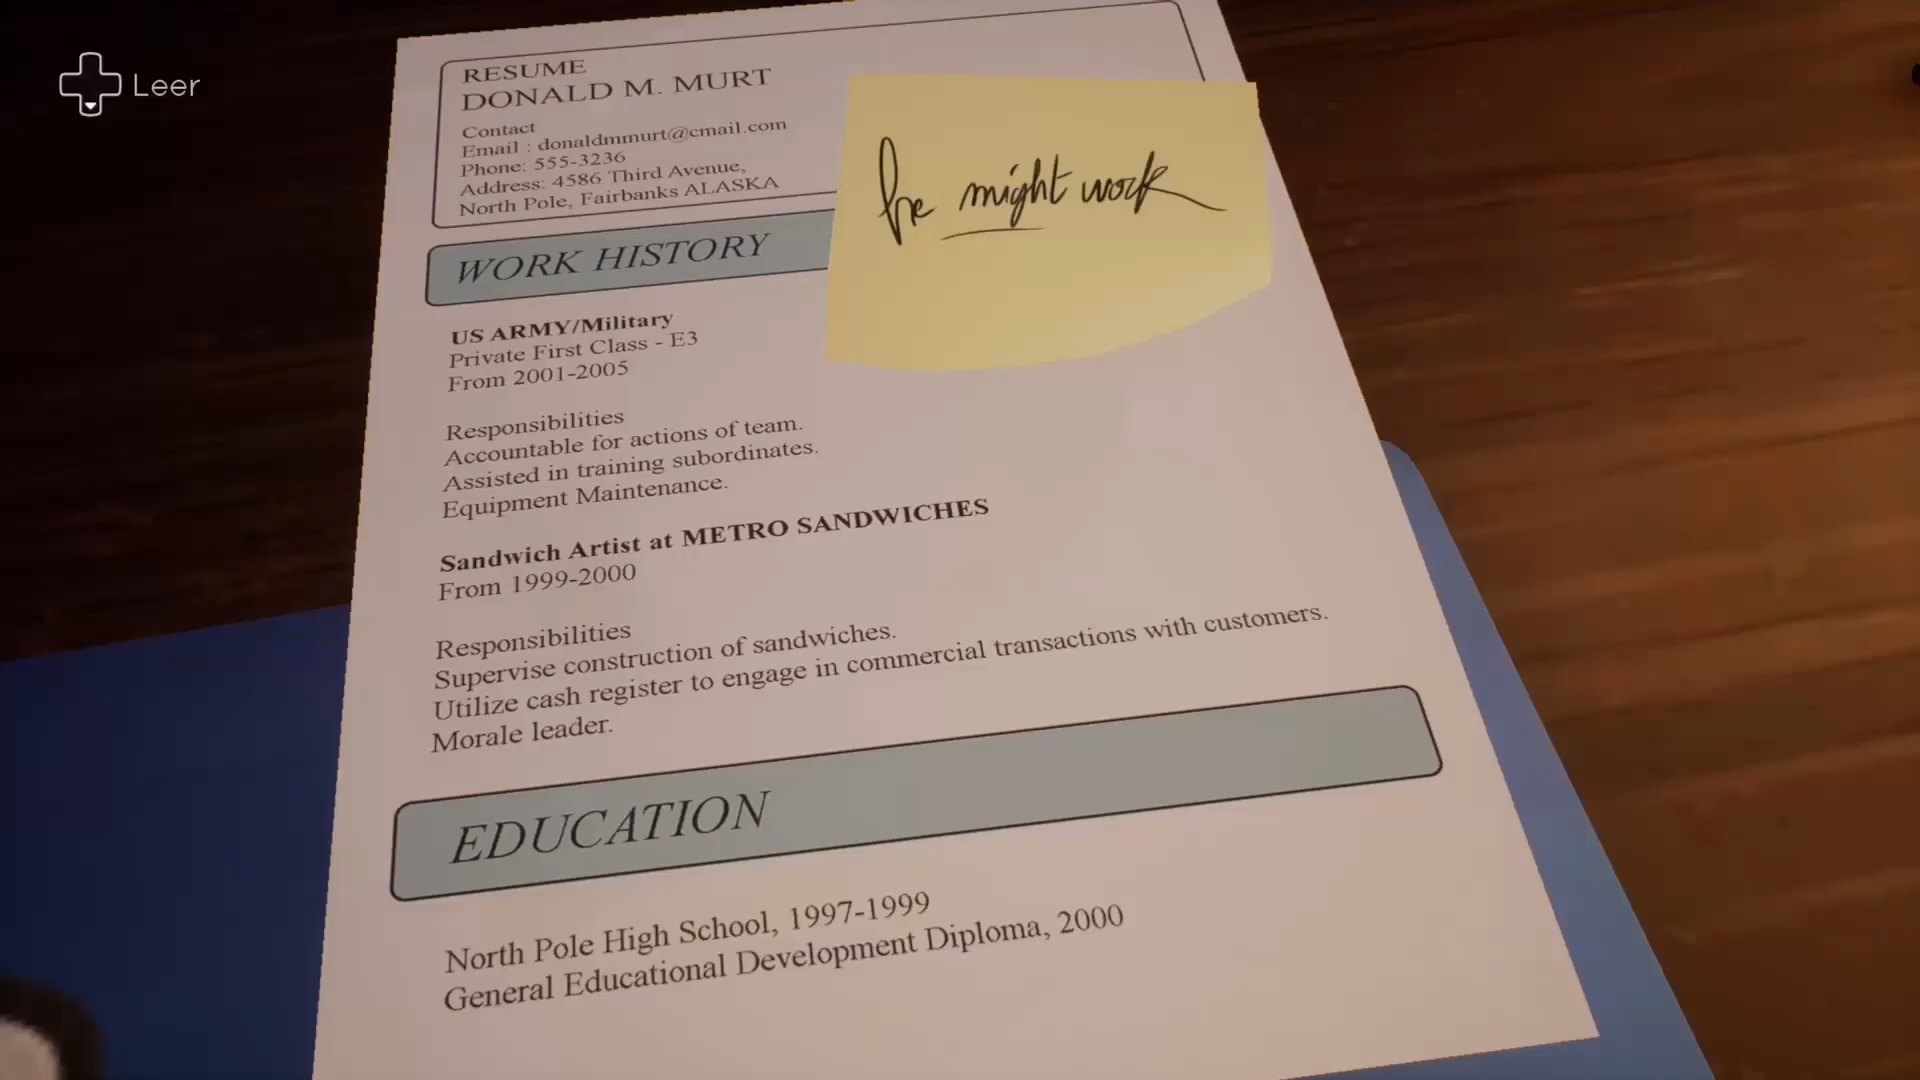 Leer
RESUME
DONALD M. MURT
Contact
Email : donaldmmurt@cmail.com
Phone: 555-3236
Address: 4586 Third Avenue,
North Pole, Fairbanks ALASKA
he might work
WORK HISTORY
US ARMY/Military
Private First Class - E3
From 2001-2005
Responsibilities
Accountable for actions of team.
Assisted in training subordinates.
Equipment Maintenance.
Sandwich Artist at METRO SANDWICHES
From 1999-2000
Responsibilities
Supervise construction of sandwiches.
Utilize cash register to engage in commercial transactions with customers.
Morale leader.
EDUCATION
North Pole High School, 1997-1999
General Educational Development Diploma, 2000